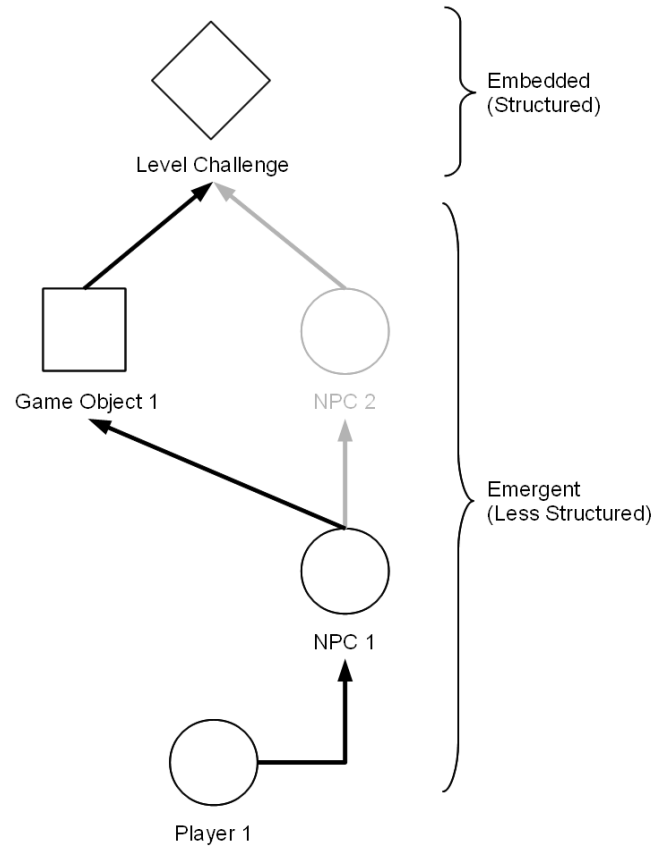 Embedded
(Structured)
Level Challenge
Game Object 1
NPC 2
Emergent
(Less Structured)
NPC 1
Player 1